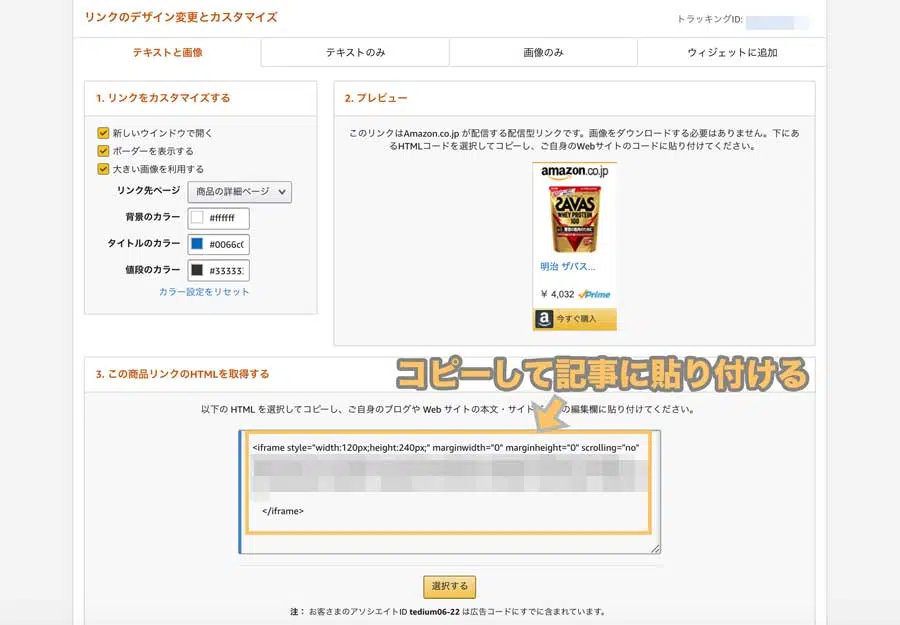 リンクのデザイン変更とカスタマイズ
トラッキングID:
テキストと画像
テキストのみ
画像のみ
ウィジェットに追加
1. リンクをカスタマイズする
新しいウインドウで開く
ボーダーを表示する
大きい画像を利用する
リンク先ページ 商品の詳細ページ
背景のカラー #ffffff
タイトルのカラー #0066c(
値段のカラー #33333:
カラー設定をリセット
2. プレビュー
このリンクはAmazon.co.jp が配信する配信型リンクです。画像をダウンロードする必要はありません。下にあ
るHTMLコードを選択してコピーし、ご自身のWebサイトのコードに貼り付けてください。
amazon.co.jp
SAVAS
WHEY PROTEIN
100
明治 ザバス...
¥ 4,032 Prime
a 今すぐ購入
3. この商品リンクのHTMLを取得する
コピーして記事に貼り付ける
以下の HTML を選択してコピーし、ご自身のブログや Web サイトの本文・サイト の編集欄に貼り付けてください。
<iframe style="width:120px;height:240px;" marginwidth="0" marginheight="0" scrolling="no"
</iframe>
選択する
注： お客さまのアソシエイトID tedium06-22 は広告コードにすでに含まれています。